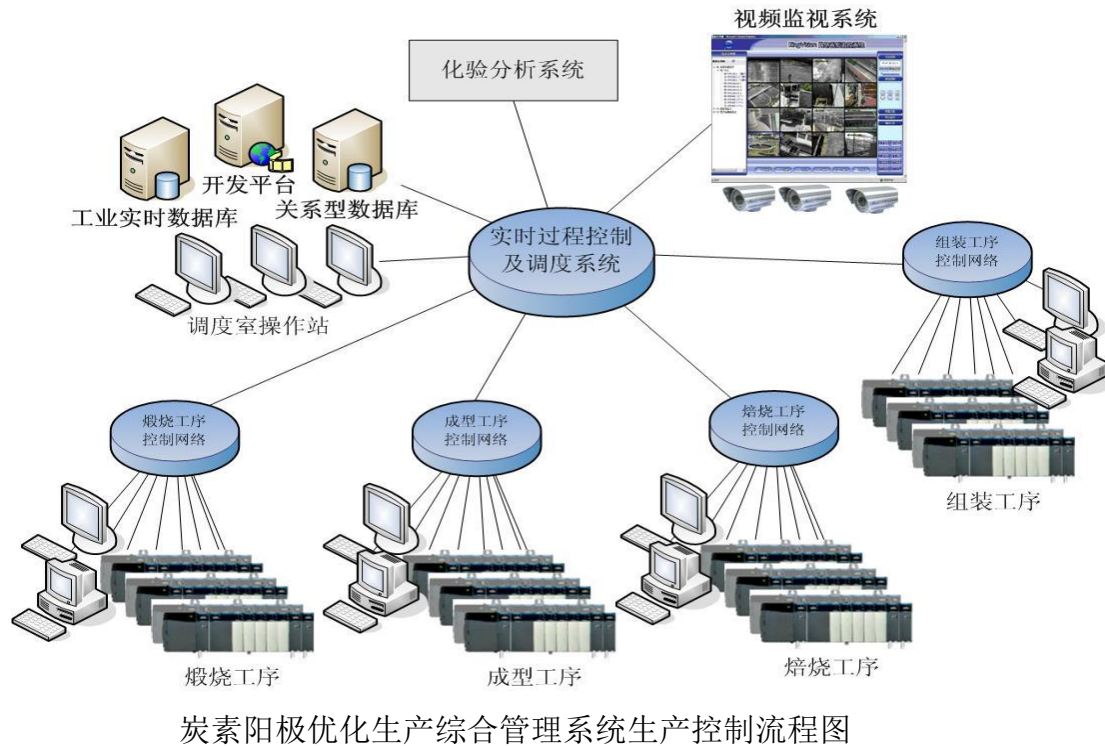 视频监视系统
化验分析系统
开发平台
工业实时数据库
关系型数据库
实时过程控制
及调度系统
组装工序
控制网络
调度室操作站
煅烧工序
控制网络
成型工序
控制网络
焙烧工序
控制网络
组装工序
煅烧工序
成型工序
焙烧工序
炭素阳极优化生产综合管理系统生产控制流程图